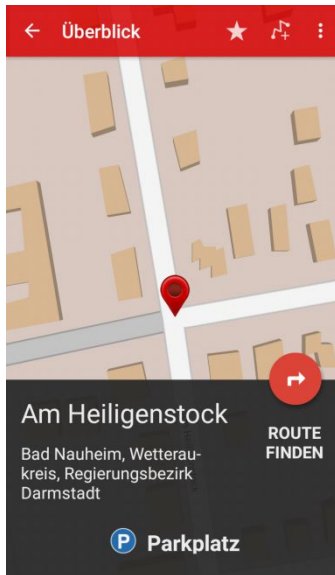 Überblick
Am Heiligenstock
Bad Nauheim, Wetterau-
kreis, Regierungsbezirk
Darmstadt
ROUTE
FINDEN
P Parkplatz